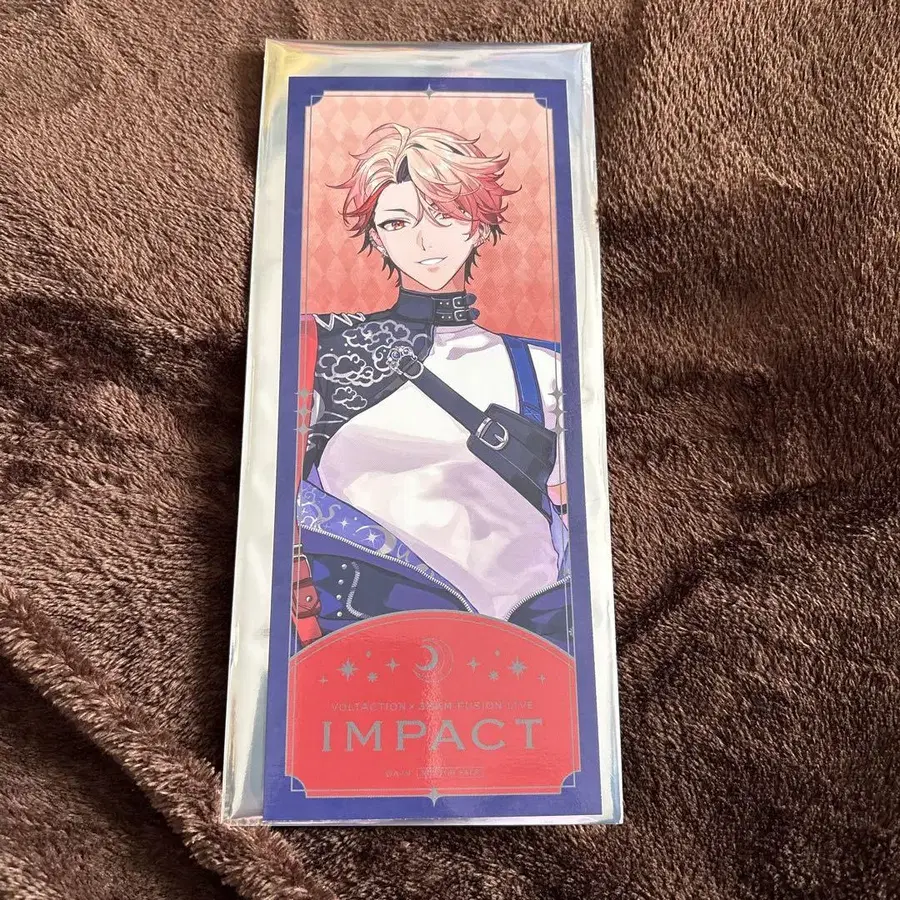 VOLTACTION × 3SKM FUSION LIVE
IMPACT